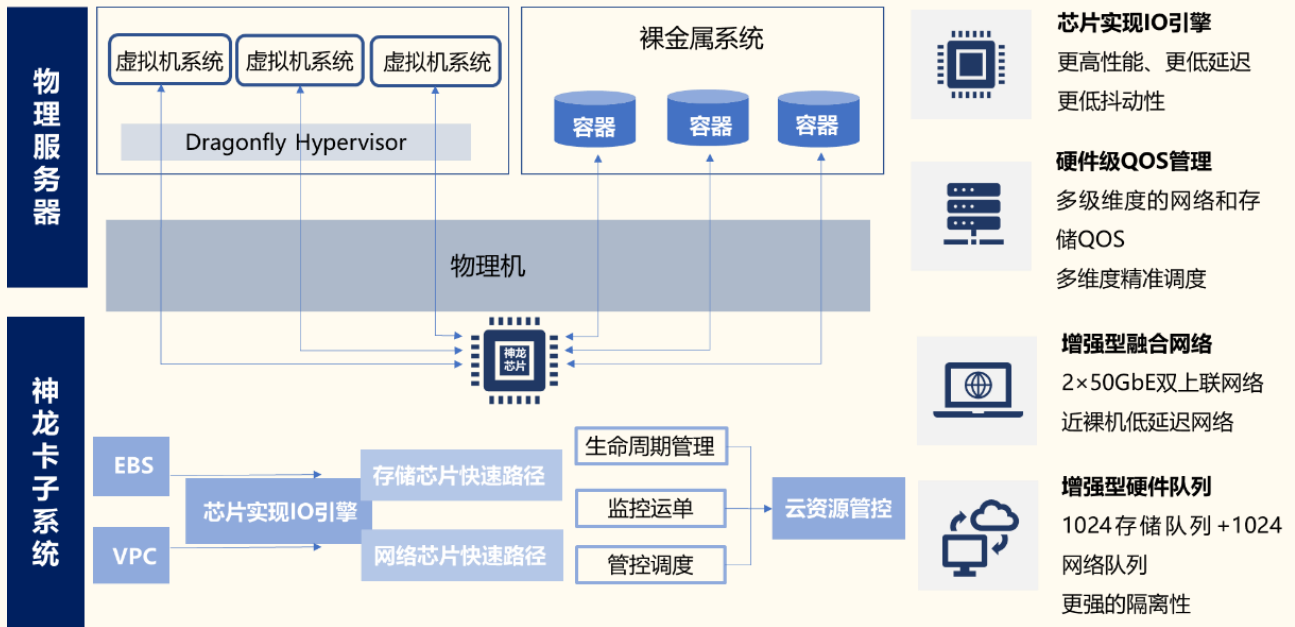 物理服务器
虚拟机系统
虚拟机系统
虚拟机系统
Dragonfly Hypervisor
裸金属系统
容器
容器
容器
物理机
神龙
芯片
神龙卡子系统
EBS
VPC
芯片实现IO引擎
存储芯片快速路径
网络芯片快速路径
生命周期管理
监控运单
管控调度
云资源管控
芯片实现IO引擎
更高性能、更低延迟
更低抖动性
硬件级QOS管理
多级维度的网络和存
储QOS
多维度精准调度
增强型融合网络
2×50GbE双上联网络
近裸机低延迟网络
增强型硬件队列
1024存储队列+1024
网络队列
更强的隔离性